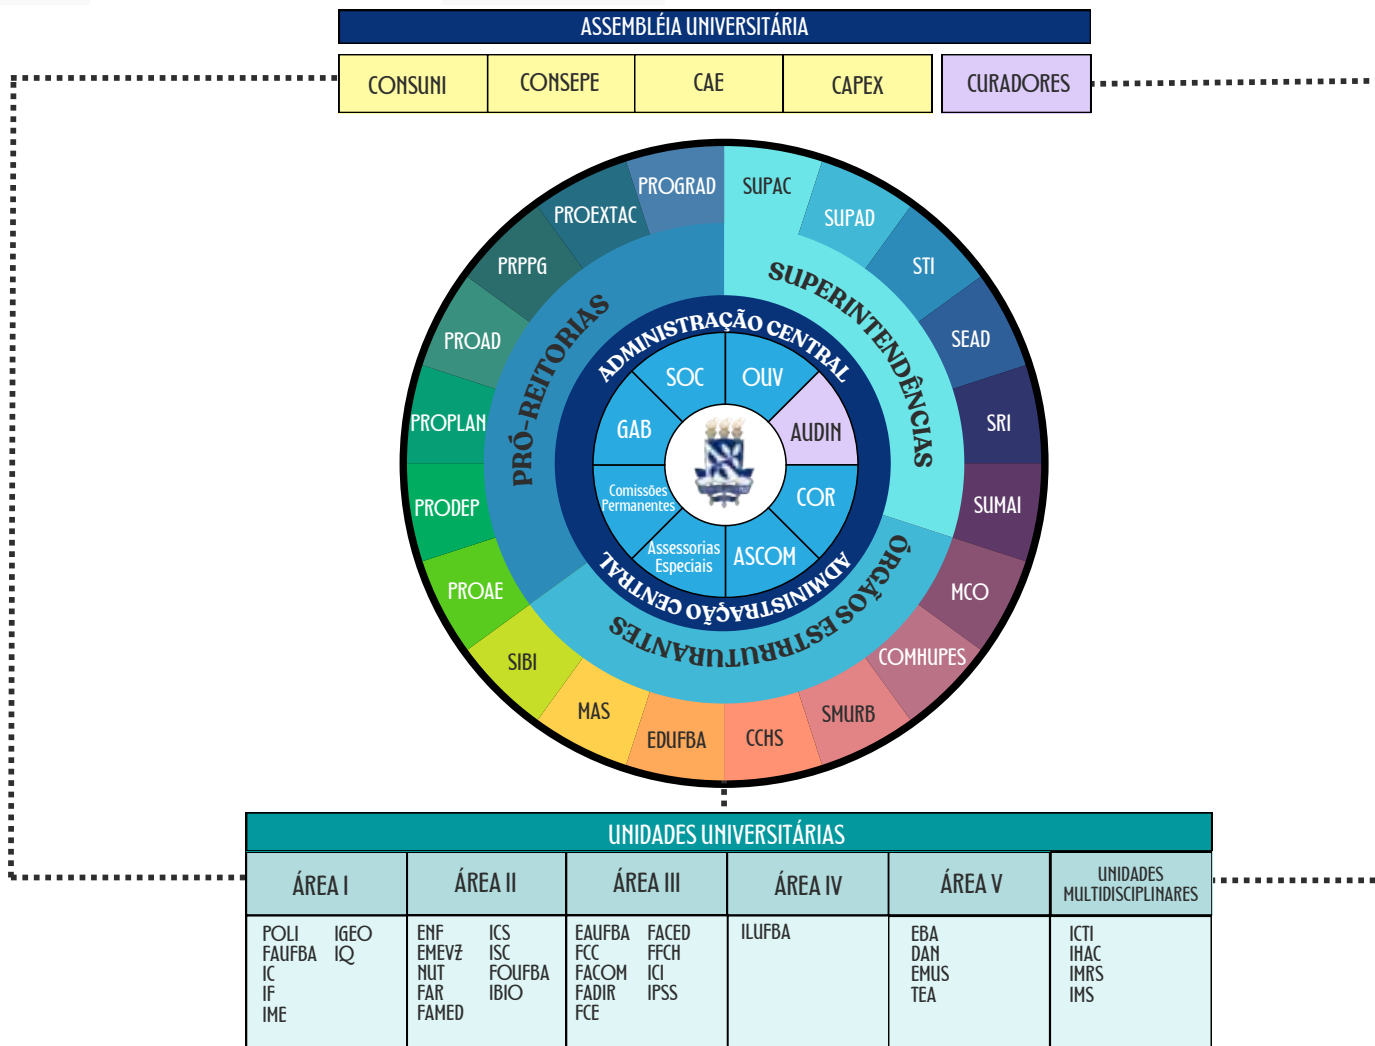 ASSEMBLÉIA UNIVERSITÁRIA
CONSUNI
CONSEPE
CAE
CAPEX
CURADORES
PROGRAD
SUPAC
PROEXTAC
SUPAD
PRPPG
STI
PROAD
SEAD
PROPLAN
SRI
PRODEP
SUMAI
PROAE
MCO
SIBI
COMHUPES
MAS
SMURB
EDUFBA
CCHS
PRÓ-REITORIAS
SUPERINTENDÊNCIAS
ÓRGÃOS ESTRRUTURANTES
ADMINISTRAÇÃO CENTRAL
SOC
OUV
GAB
AUDIN
Comissões
Permanentes
COR
Assessorias
Especiais
ASCOM
ADMINISTRAÇÃO CENTRAL
UNIDADES UNIVERSITÁRIAS
ÁREA I
ÁREA II
ÁREA III
ÁREA IV
ÁREA V
UNIDADES
MULTIDISCIPLINARES
POLI IGEO
FAUFBA IQ
IC
IF
IME
ENF ICS
EMEVZ ISC
NUT FOUFBA
FAR IBIO
FAMED
EAUFBA FACED
FCC FFCH
FACOM ICI
FADIR IPSS
FCE
ILUFBA
EBA
DAN
EMUS
TEA
ICTI
IHAC
IMRS
IMS